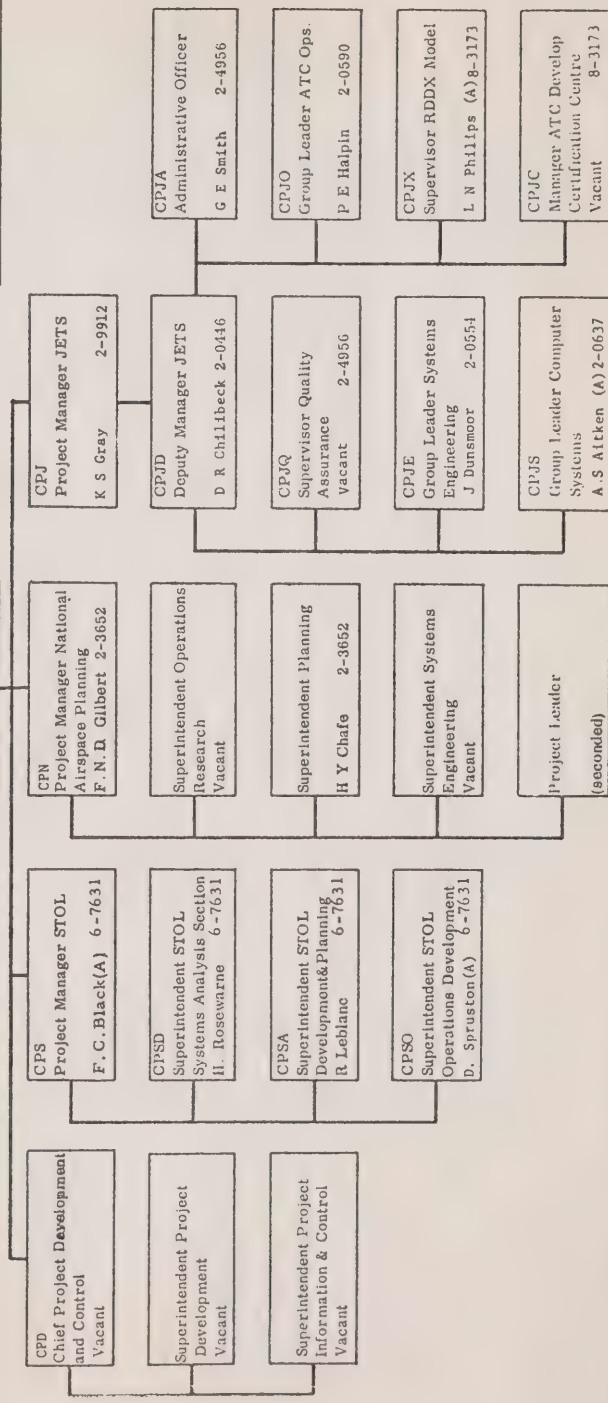 CPD
Chief Project Development
and Control
Vacant
Superintendent Project
Development
Vacant
Superintendent Project
Information & Control
Vacant
CPS
Project Manager STOL
F. C. Black(A) 6-7631
CPSD
Superintendent STOL
Systems Analysis Section
H. Rosewarne 6-7631
CPSA
Superintendent STOL
Development&Planning
R Leblanc 6-7631
CPSO
Superintendent STOL
Operations Development
D. Spruston(A) 6-7631
CPN
Project Manager National
Airspace Planning
F. N. D. Gilbert 2-3652
Superintendent Operations
Research
Vacant
Superintendent Planning
H Y Chafe 2-3652
Superintendent Systems
Engineering
Vacant
Project Leader
(seconded)
CPJ
Project Manager JETS
K S Gray 2-9912
CPJD
Deputy Manager JETS
D R Chilibeck 2-0446
CPJQ
Supervisor Quality
Assurance
Vacant 2-4956
CPJE
Group Leader Systems
Engineering
J Dunsmoor 2-0554
CPJS
Group Leader Computer
Systems
A.S Aitken (A)2-0637
CPJA
Administrative Officer
G E Smith 2-4956
CPJO
Group Leader ATC Ops.
P E Halpin 2-0590
CPJX
Supervisor RDDX Model
L N Philips (A)8-3173
CPJC
Manager ATC Develop
Certification Centre
Vacant 8-3173